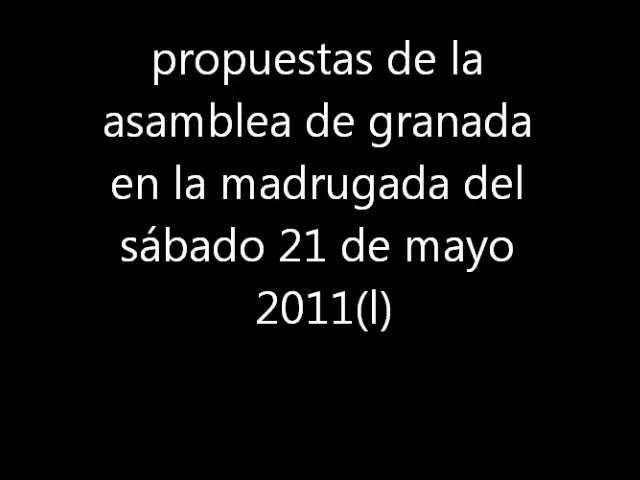 propuestas de la
asamblea de granada
en la madrugada del
sábado 21 de mayo
2011(l)